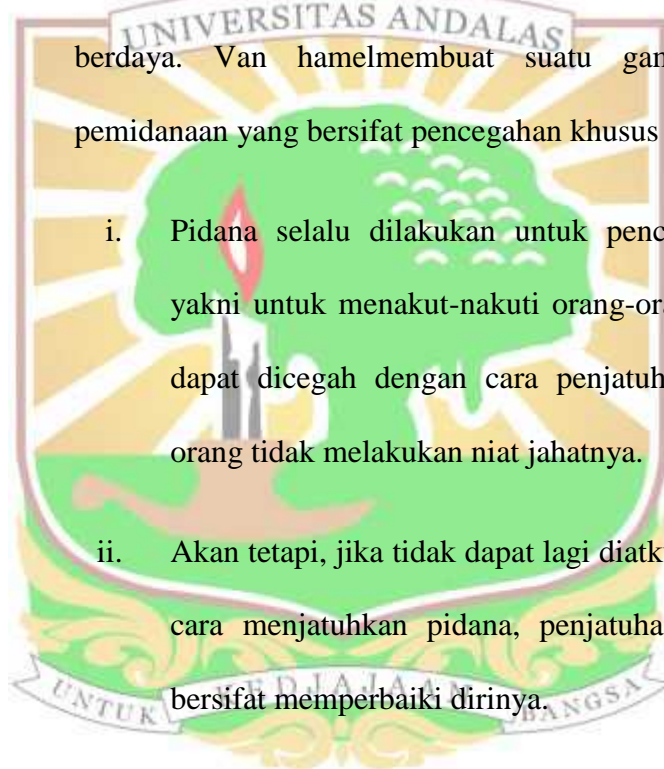 UNIVERSITAS ANDALAS
berdaya. Van hamelmembuat suatu gam
pemidanaan yang bersifat pencegahan khusus
i. Pidana selalu dilakukan untuk penc
yakni untuk menakut-nakuti orang-ora
dapat dicegah dengan cara penjatuh
orang tidak melakukan niat jahatnya.
ii. Akan tetapi, jika tidak dapat lagi diatk
cara menjatuhkan pidana, penjatuha
bersifat memperbaiki dirinya.
UNTUK KEDJAJAAN BANGSA